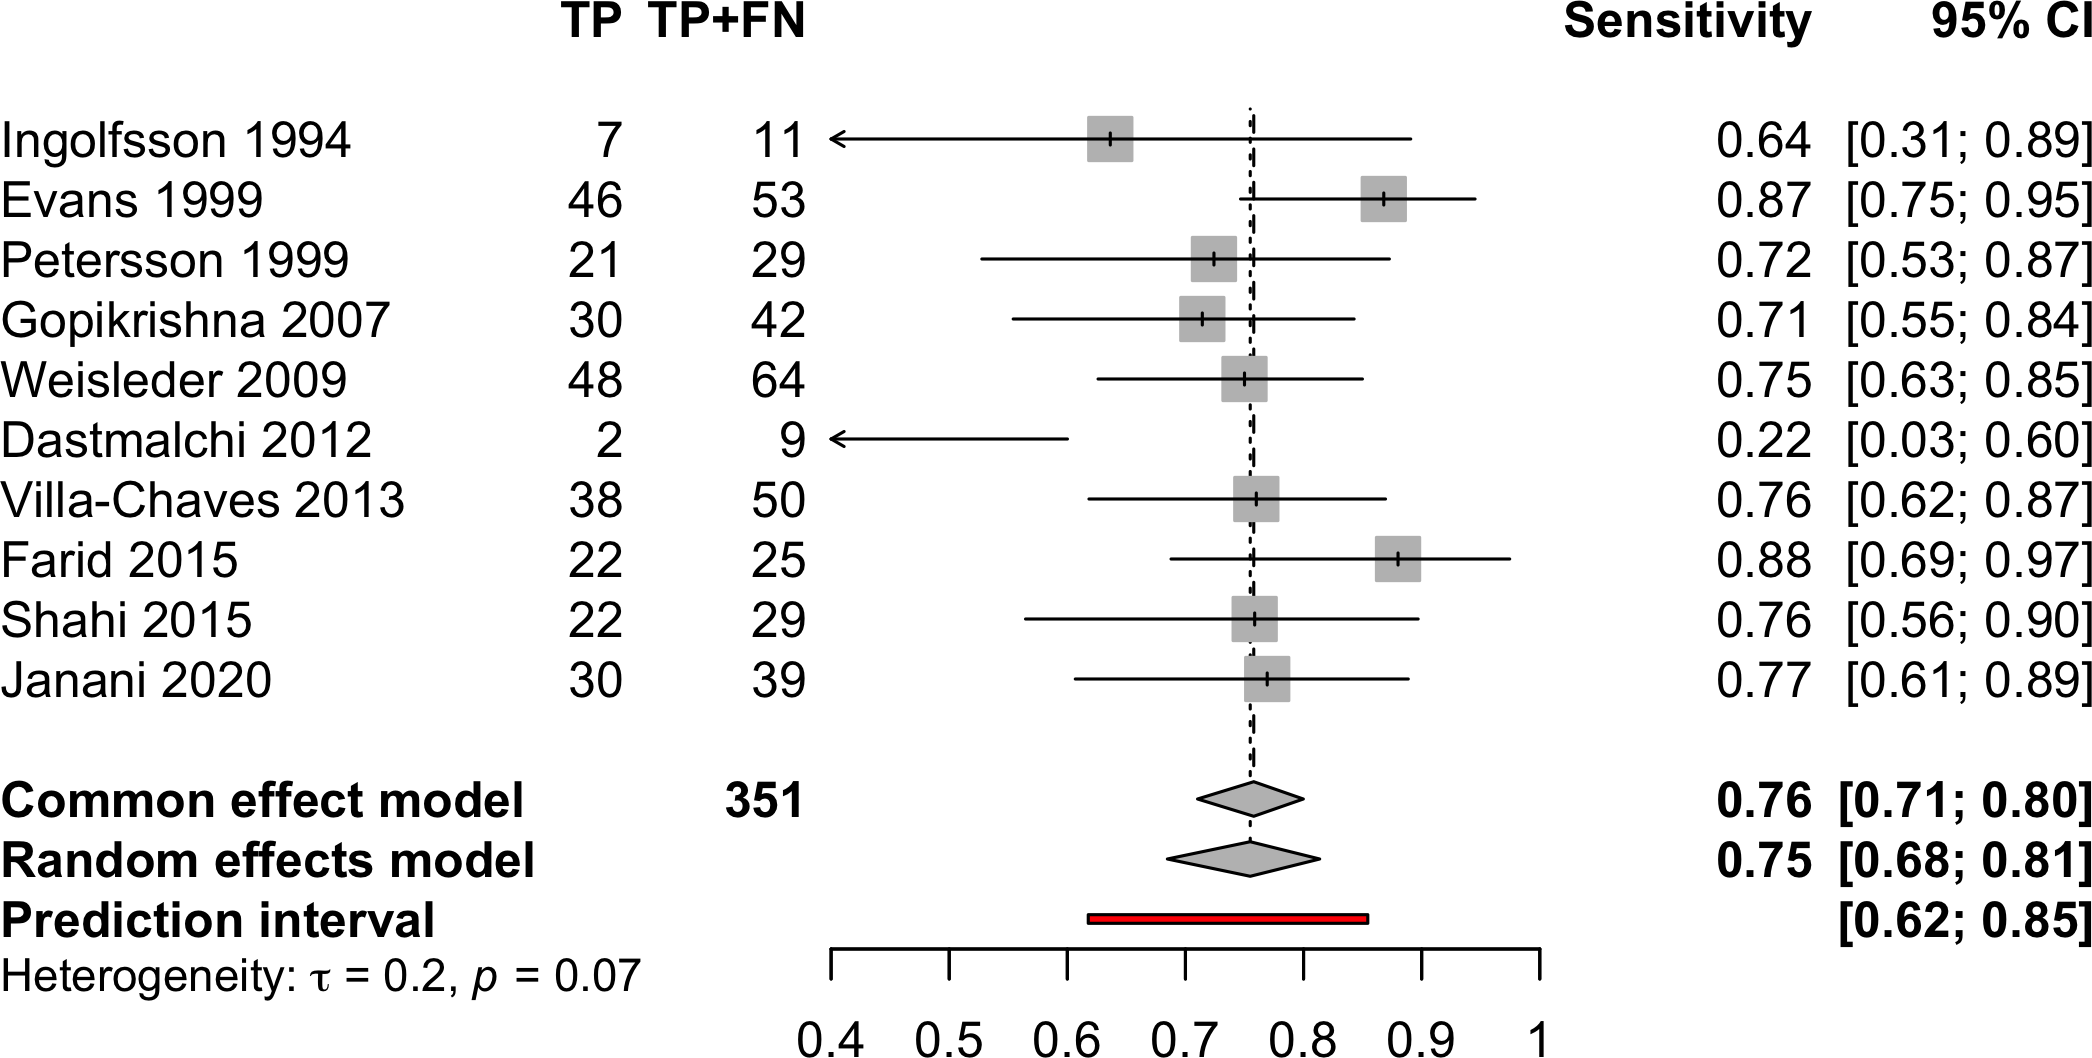 TP TP+FN Sensitivity 95% CI
Ingolfsson 1994 7 11 0.64 [0.31; 0.89]
Evans 1999 46 53 0.87 [0.75; 0.95]
Petersson 1999 21 29 0.72 [0.53; 0.87]
Gopikrishna 2007 30 42 0.71 [0.55; 0.84]
Weisleder 2009 48 64 0.75 [0.63; 0.85]
Dastmalchi 2012 2 9 0.22 [0.03; 0.60]
Villa-Chaves 2013 38 50 0.76 [0.62; 0.87]
Farid 2015 22 25 0.88 [0.69; 0.97]
Shahi 2015 22 29 0.76 [0.56; 0.90]
Janani 2020 30 39 0.77 [0.61; 0.89]
Common effect model 351 0.76 [0.71; 0.80]
Random effects model 0.75 [0.68; 0.81]
Prediction interval [0.62; 0.85]
Heterogeneity: τ = 0.2, p = 0.07
0.4 0.5 0.6 0.7 0.8 0.9 1